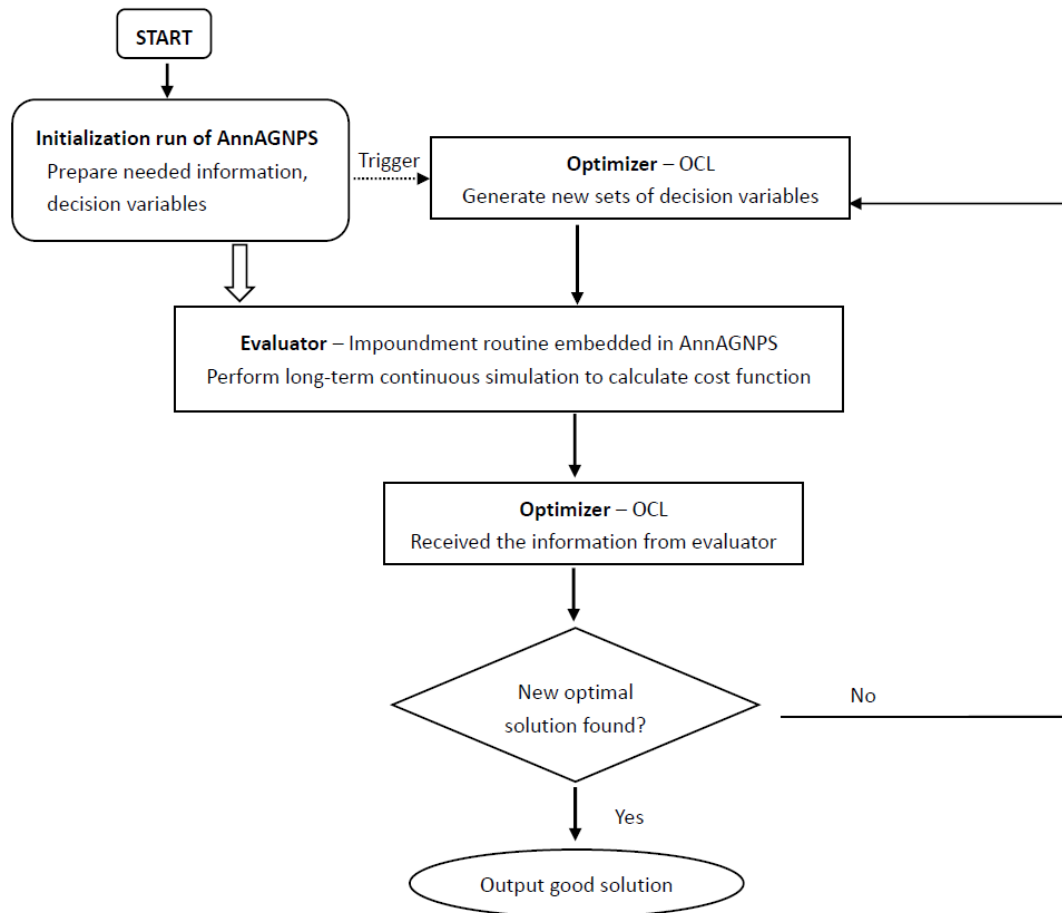 START
Initialization run of AnnAGNPS
Prepare needed information,
decision variables
Trigger
Optimizer – OCL
Generate new sets of decision variables
Evaluator – Impoundment routine embedded in AnnAGNPS
Perform long-term continuous simulation to calculate cost function
Optimizer – OCL
Received the information from evaluator
New optimal
solution found?
No
Yes
Output good solution